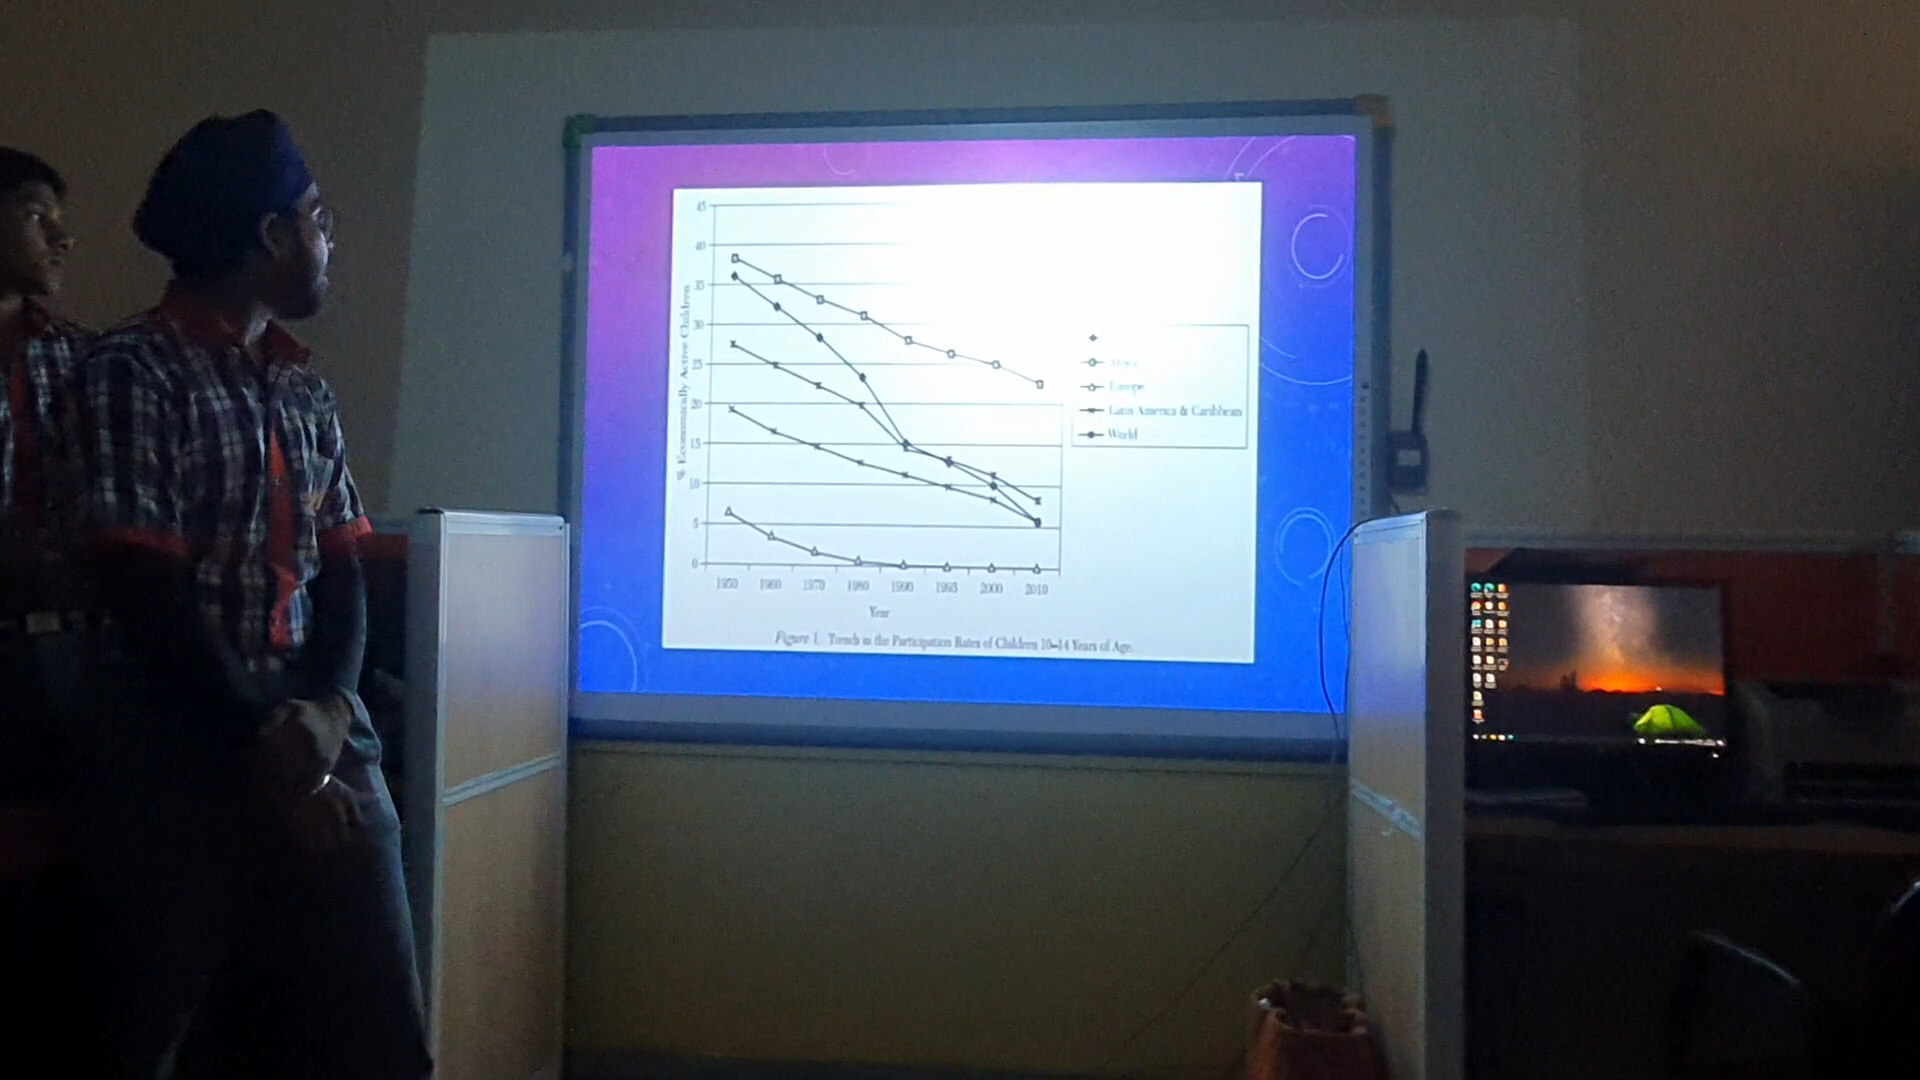 45
40
35
30
25
20
15
10
5
0
% Economically Active Children
1950 1960 1970 1980 1990 1995 2000 2010
Year
Africa
Europe
Latin America & Caribbean
World
Figure 1. Trends in the Participation Rates of Children 10–14 Years of Age.